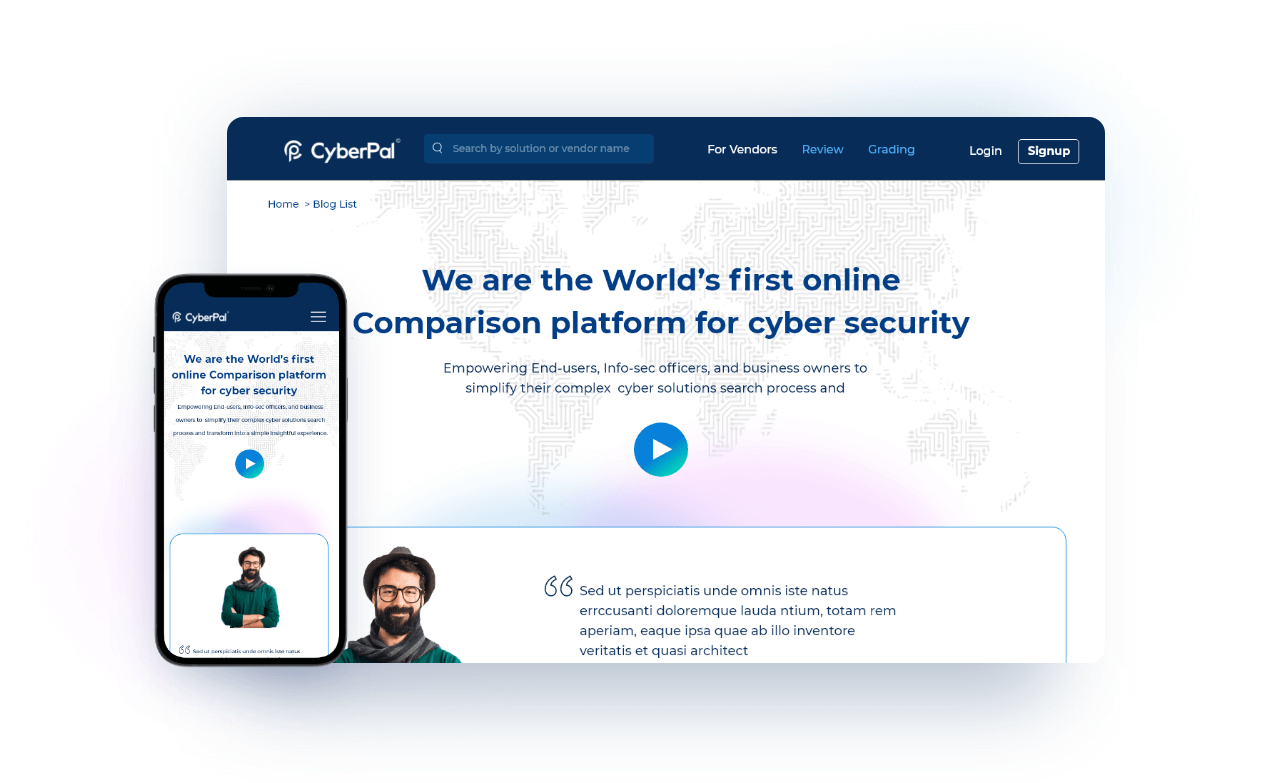 CyberPal
Search by solution or vendor name
For Vendors
Review
Grading
Login
Signup
Home > Blog List
We are the World's first online
Comparison platform for cyber security
Empowering End-users, Info-sec officers, and business owners to
simplify their complex cyber solutions search process and
Sed ut perspiciatis unde omnis iste natus
errccusanti doloremque lauda ntium, totam rem
aperiam, eaque ipsa quae ab illo inventore
veritatis et quasi architect
CyberPal
We are the World's first
online Comparison platform
for cyber security
Empowering End-users, Info-sec officers, and business
owners to simplify their complex cyber solutions search
process and transform into a simple insightful experience.
Sed ut perspiciatis unde omnis iste natus